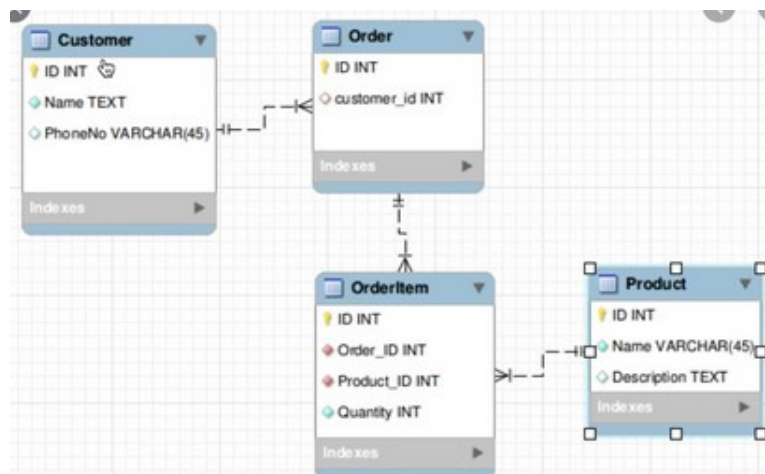 Customer
ID INT
Name TEXT
PhoneNo VARCHAR(45)
Indexes
Order
ID INT
customer_id INT
Indexes
OrderItem
ID INT
Order_ID INT
Product_ID INT
Quantity INT
Indexes
Product
ID INT
Name VARCHAR(45)
Description TEXT
Indexes